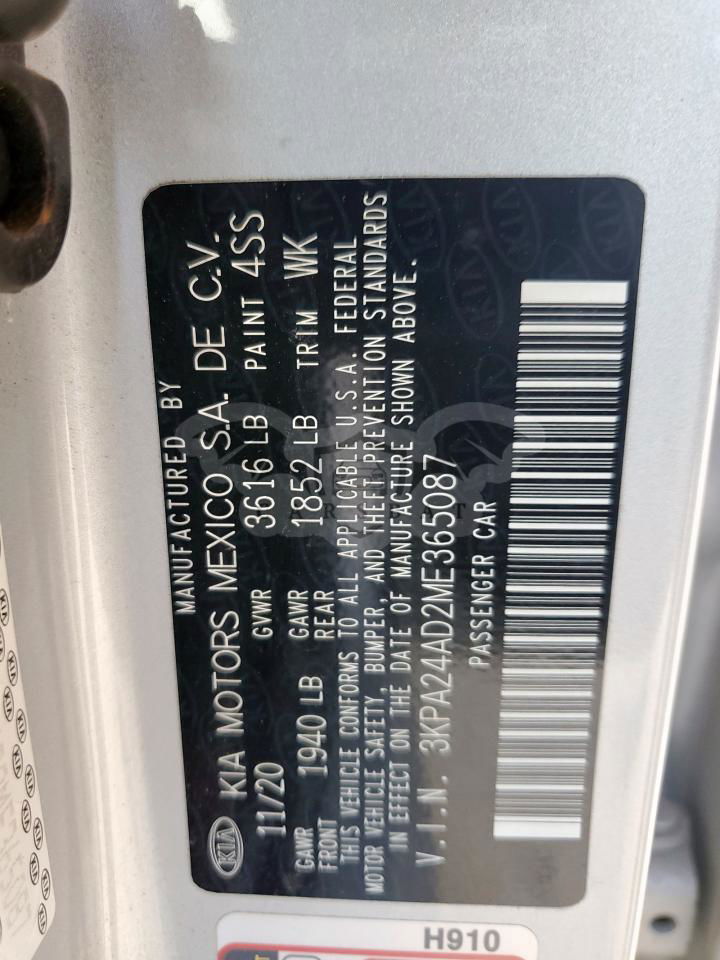 MANUFACTURED BY
KIA KIA MOTORS MEXICO S.A. DE C.V.
11/20 GVWR 3616 LB PAINT 4SS
GAWR FRONT 1940 LB GAWR REAR 1852 LB TRIM WK
THIS VEHICLE CONFORMS TO ALL APPLICABLE U.S.A. FEDERAL
MOTOR VEHICLE SAFETY, BUMPER, AND THEFT PREVENTION STANDARDS
IN EFFECT ON THE DATE OF MANUFACTURE SHOWN ABOVE.
V.I.N. 3KPA24AD2ME365087
PASSENGER CAR
H910